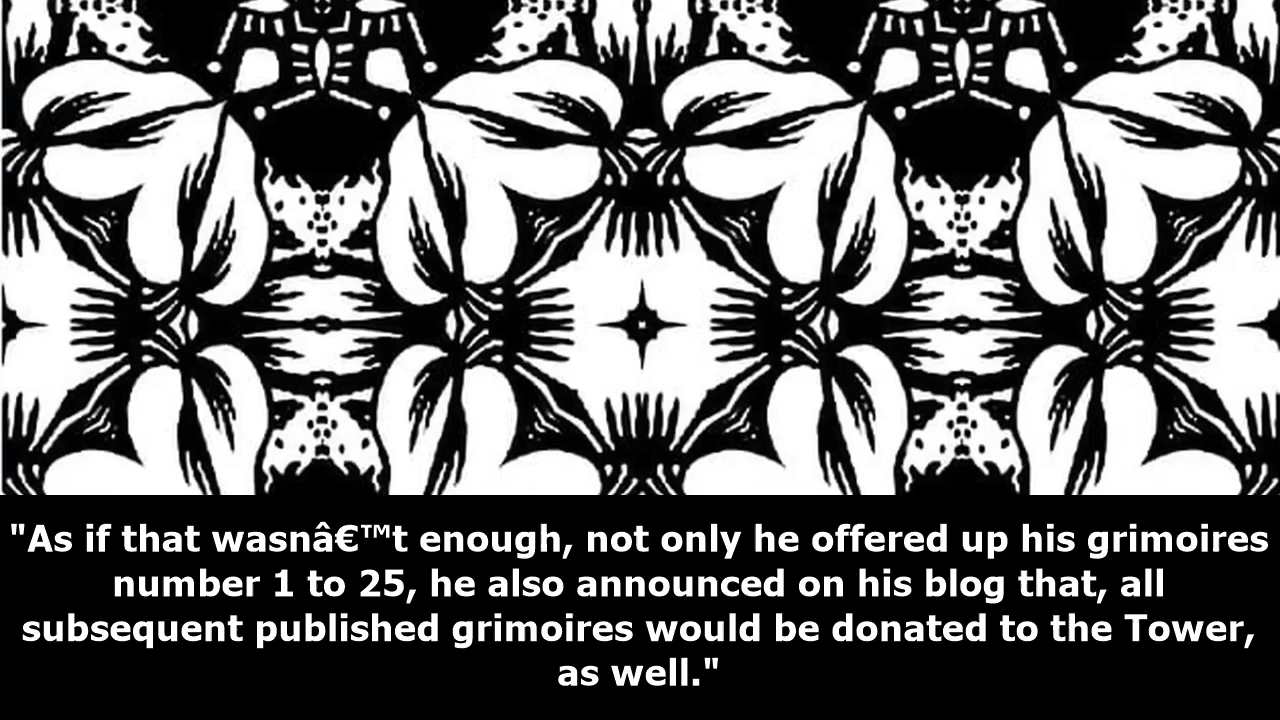 "As if that wasnâ€™t enough, not only he offered up his grimoires
number 1 to 25, he also announced on his blog that, all
subsequent published grimoires would be donated to the Tower,
as well."